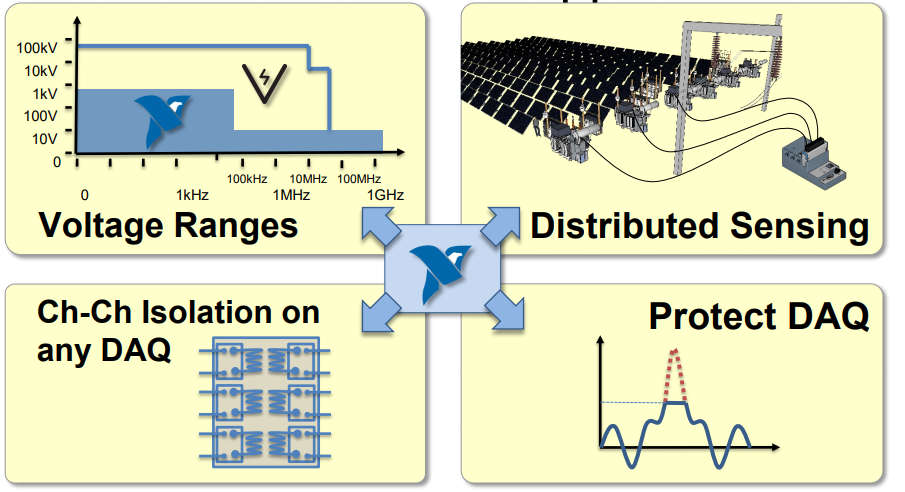 100kV
10kV
1kV
100V
10V
0
100kHz 10MHz 100MHz
0 1kHz 1MHz 1GHz
Voltage Ranges
Distributed Sensing
Ch-Ch Isolation on
any DAQ
Protect DAQ